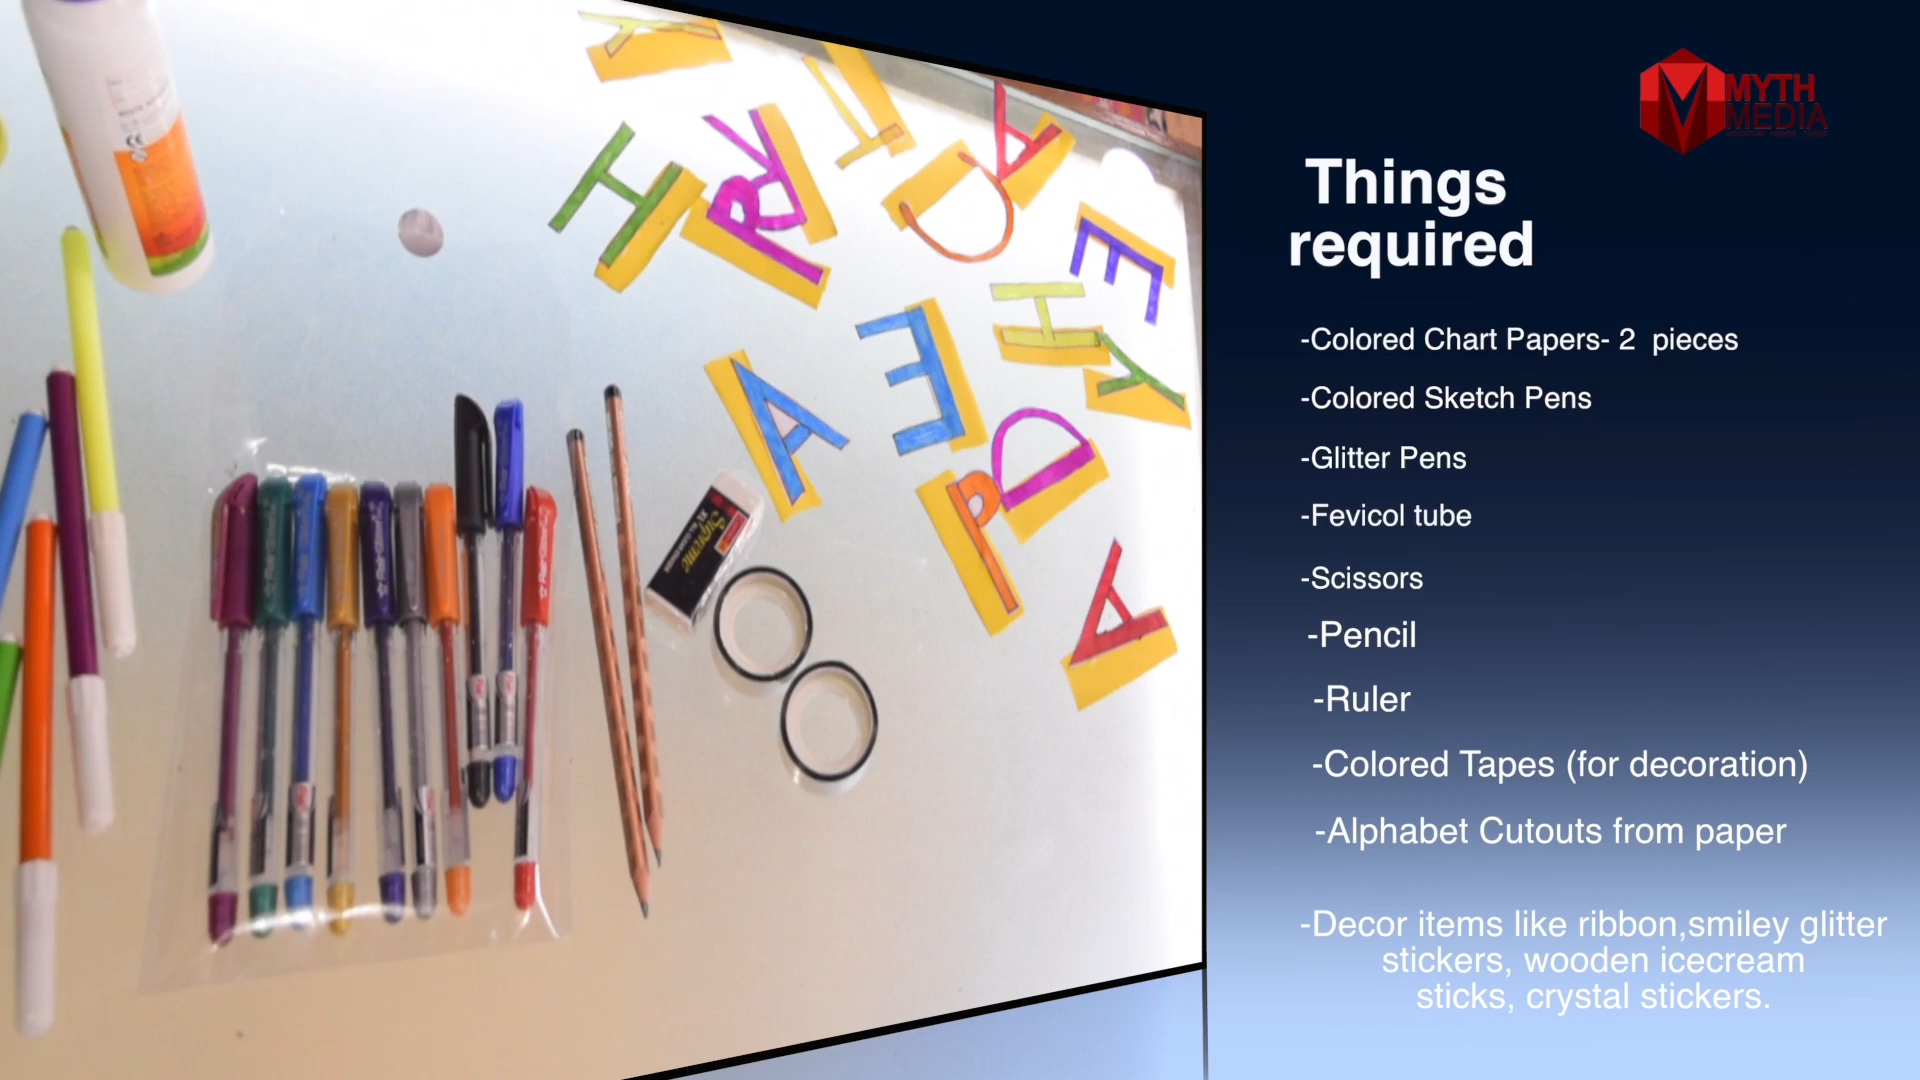 MYTH
MEDIA
Things
required
-Colored Chart Papers- 2  pieces
-Colored Sketch Pens
-Glitter Pens
-Fevicol tube
-Scissors
-Pencil
-Ruler
-Colored Tapes (for decoration)
-Alphabet Cutouts from paper
-Decor items like ribbon,smiley glitter
stickers, wooden icecream
sticks, crystal stickers.
H
A
P
P
Y
E
A
R
T
H
D
A
Y
Supreme